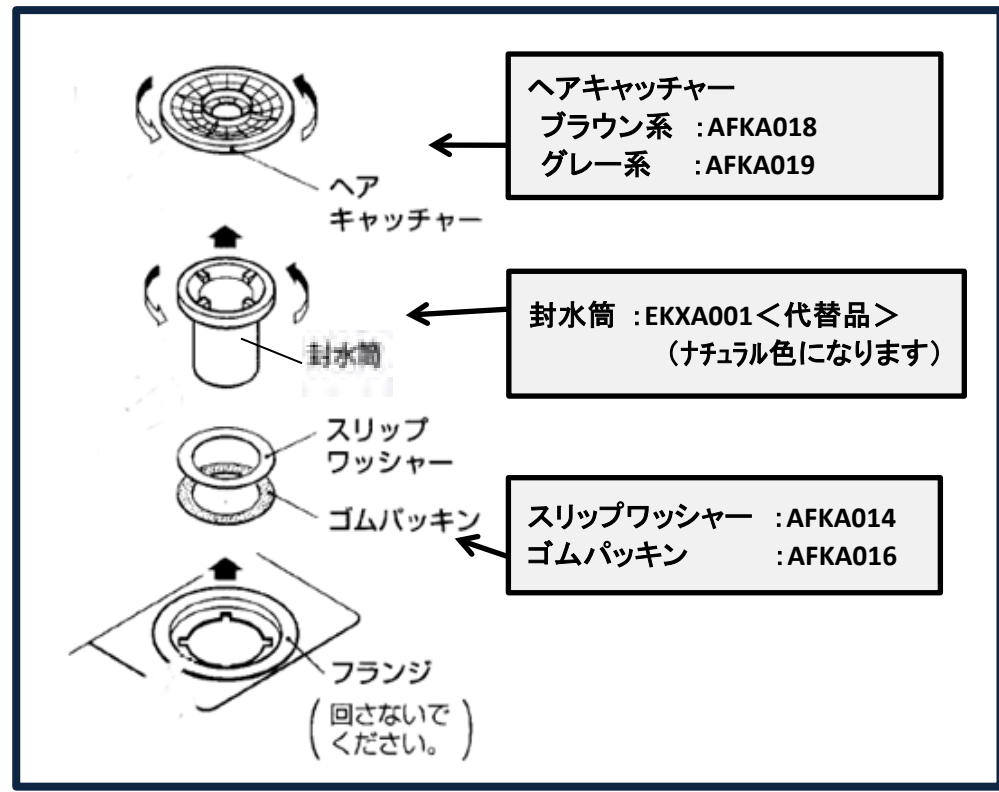 ヘアキャッチャー
ブラウン系 :AFKA018
グレー系 :AFKA019
ヘア
キャッチャー
封水筒 :EKXA001<代替品>
(ナチュラル色になります)
封水筒
スリップ
ワッシャー
ゴムパッキン
スリップワッシャー :AFKA014
ゴムパッキン :AFKA016
フランジ
(回さないで
ください。)